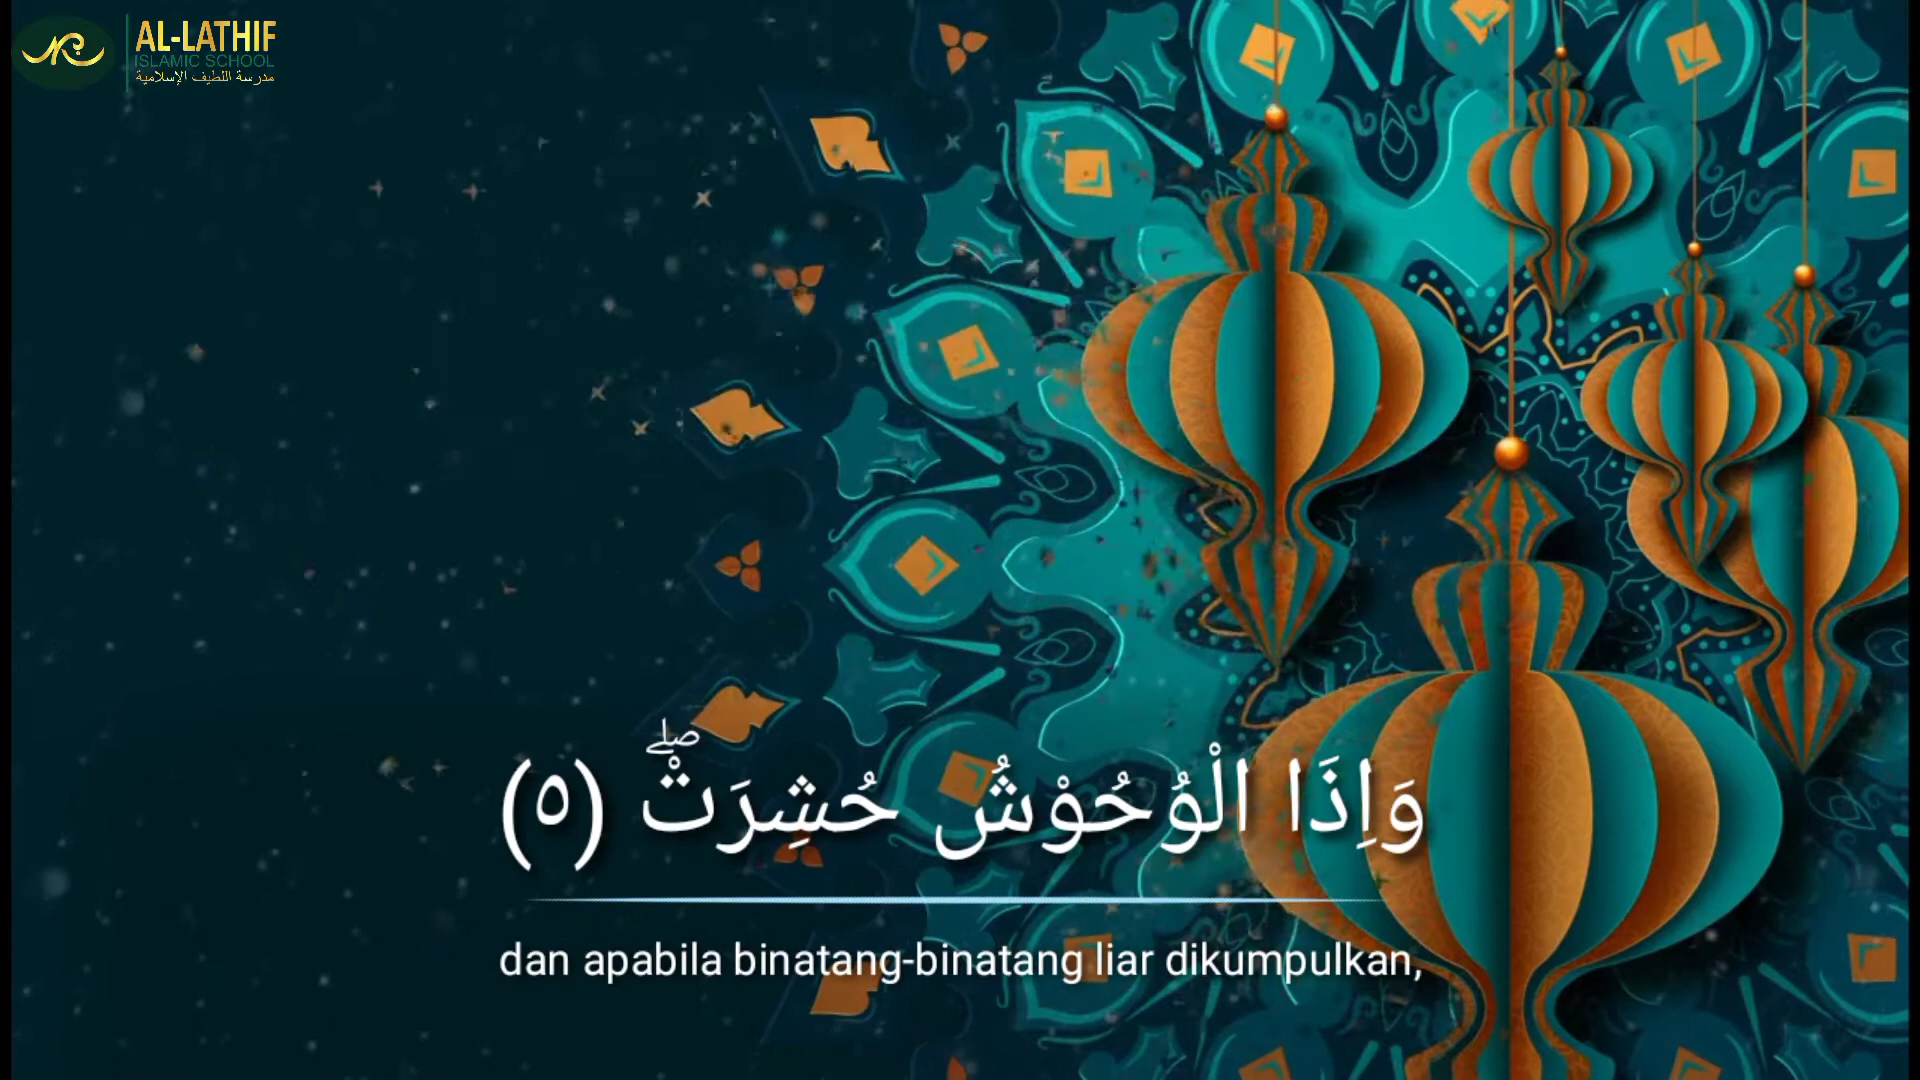 AL-LATHIF
ISLAMIC SCHOOL
مدرسة اللطيف الإسلامية
وَاِذَا الْوُحُوْشُ حُشِرَتْۖ (٥)
dan apabila binatang-binatang liar dikumpulkan,